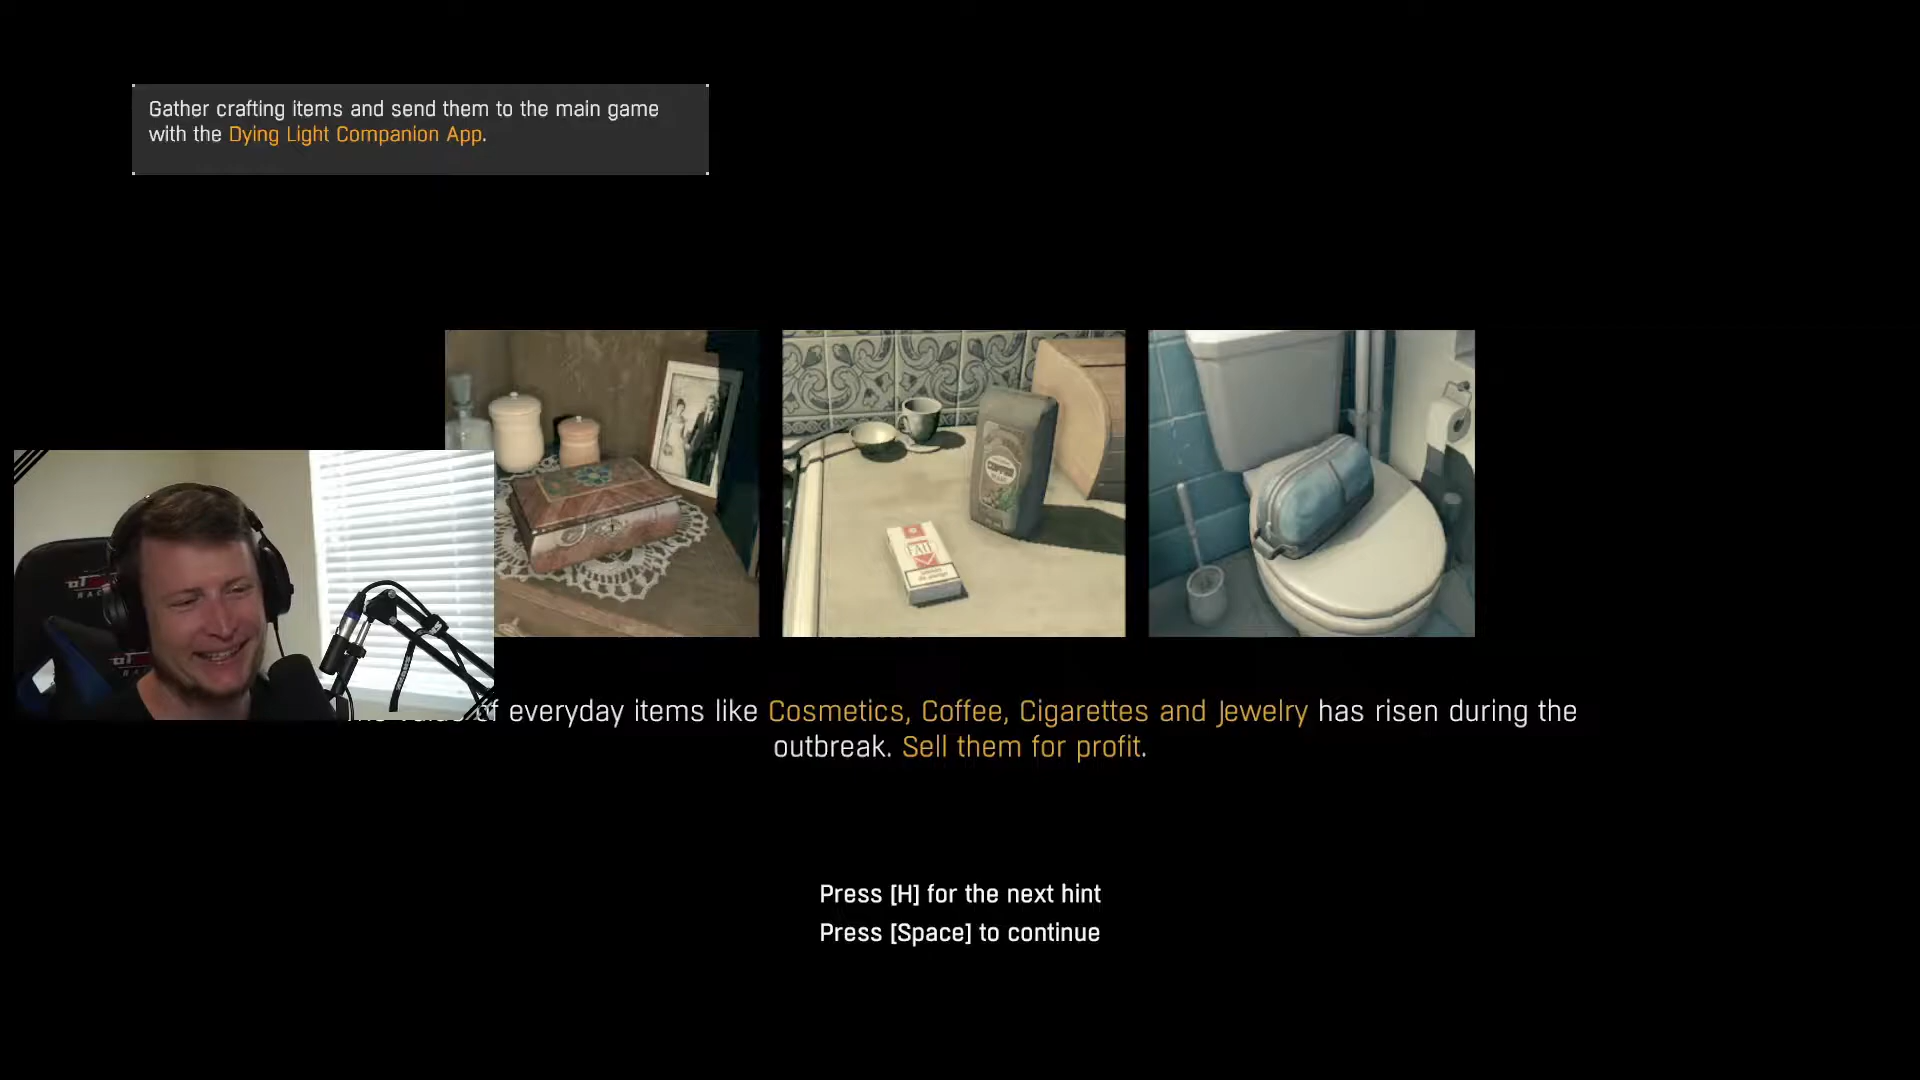 Gather crafting items and send them to the main game
with the Dying Light Companion App.
FAIT
of everyday items like Cosmetics, Coffee, Cigarettes and Jewelry has risen during the
outbreak. Sell them for profit.
Press [H] for the next hint
Press [Space] to continue